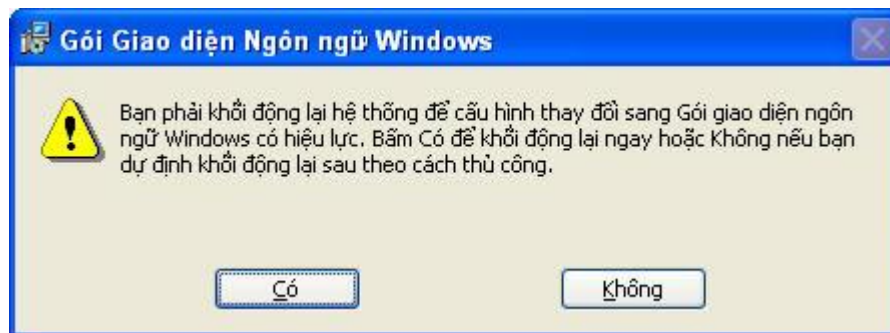 Gói Giao diện Ngôn ngữ Windows
Bạn phải khởi động lại hệ thống để cấu hình thay đổi sang Gói giao diện ngôn
ngữ Windows có hiệu lực. Bấm Có để khởi động lại ngay hoặc Không nếu bạn
dự định khởi động lại sau theo cách thủ công.
Có
Không